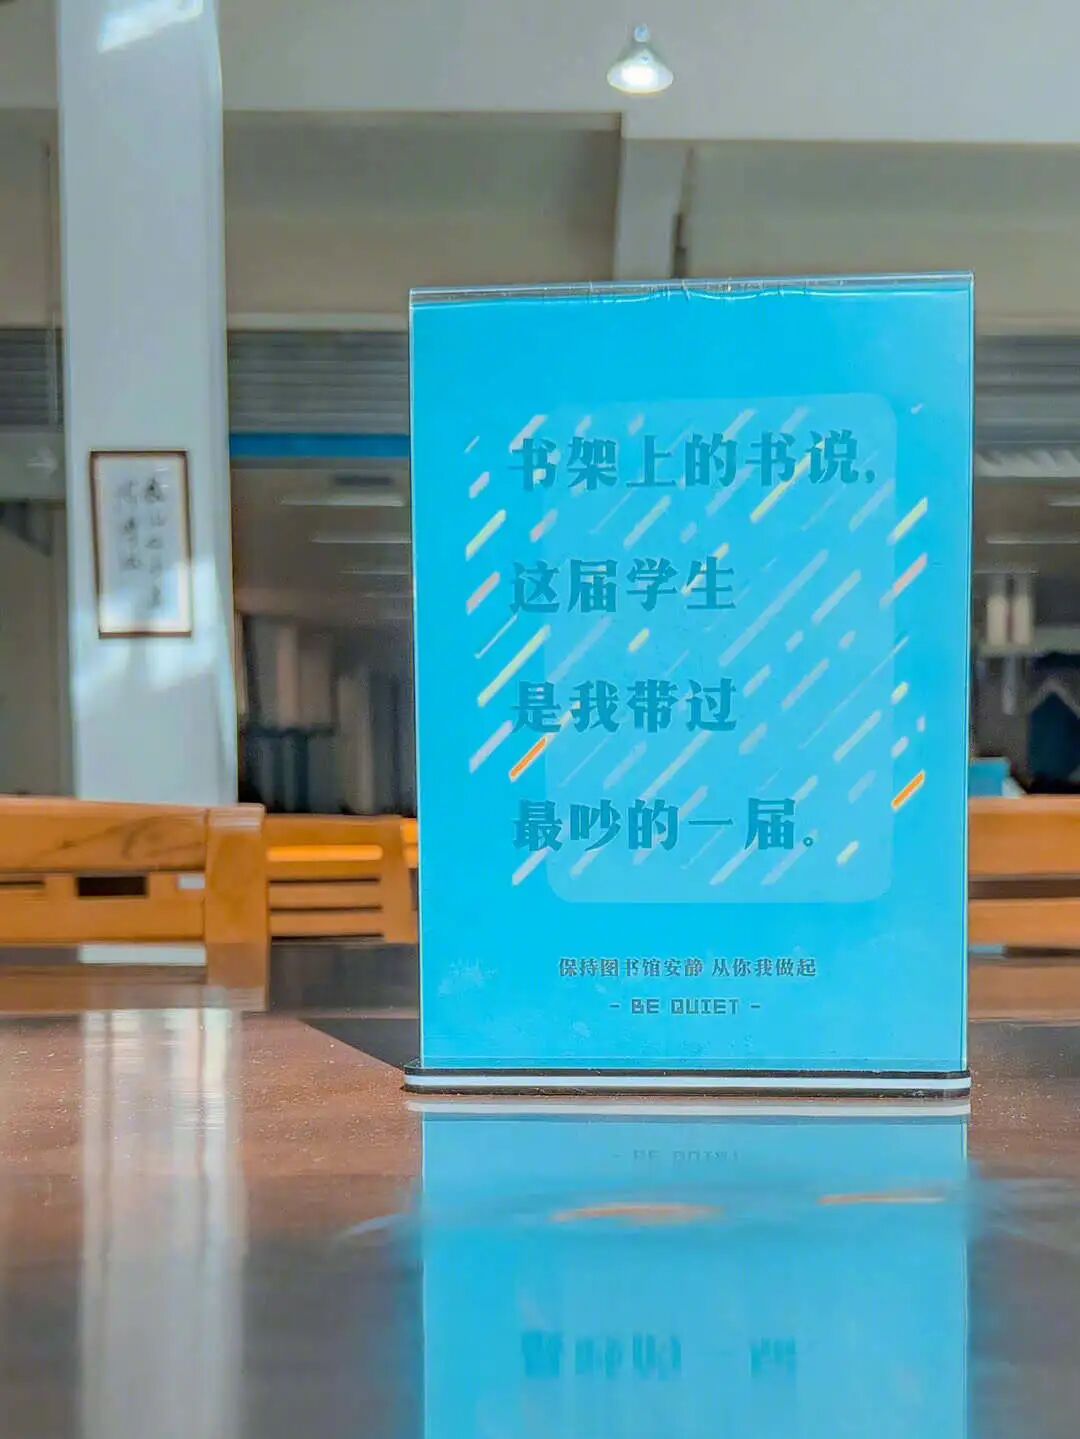 书架上的书说,
这届学生
是我带过
最吵的一届。
保持图书馆安静 从你我做起
- BE QUIET -